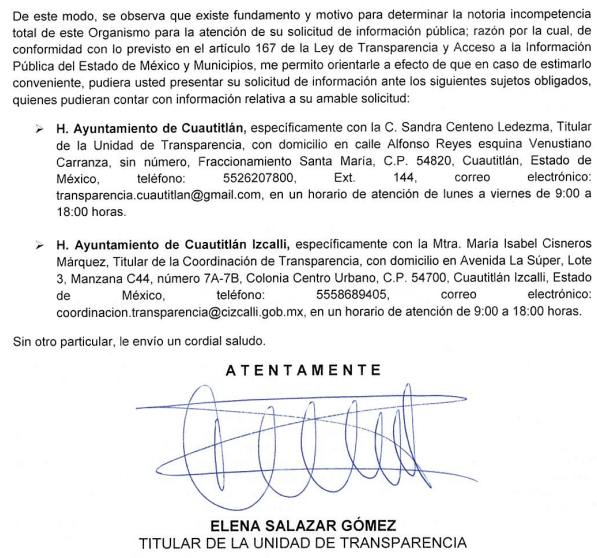 De este modo, se observa que existe fundamento y motivo para determinar la notoria incompetencia
total de este Organismo para la atención de su solicitud de información pública; razón por la cual, de
conformidad con lo previsto en el artículo 167 de la Ley de Transparencia y Acceso a la Información
Pública del Estado de México y Municipios, me permito orientarle a efecto de que en caso de estimarlo
conveniente, pudiera usted presentar su solicitud de información ante los siguientes sujetos obligados,
quienes pudieran contar con información relativa a su amable solicitud:
➢ H. Ayuntamiento de Cuautitlán, específicamente con la C. Sandra Centeno Ledezma, Titular
de la Unidad de Transparencia, con domicilio en calle Alfonso Reyes esquina Venustiano
Carranza, sin número, Fraccionamiento Santa María, C.P. 54820, Cuautitlán, Estado de
México, teléfono: 5526207800, Ext. 144, correo electrónico:
transparencia.cuautitlan@gmail.com, en un horario de atención de lunes a viernes de 9:00 a
18:00 horas.
➢ H. Ayuntamiento de Cuautitlán Izcalli, específicamente con la Mtra. María Isabel Cisneros
Márquez, Titular de la Coordinación de Transparencia, con domicilio en Avenida La Súper, Lote
3, Manzana C44, número 7A-7B, Colonia Centro Urbano, C.P. 54700, Cuautitlán Izcalli, Estado
de México, teléfono: 5558689405, correo electrónico:
coordinacion.transparencia@cizcalli.gob.mx, en un horario de atención de 9:00 a 18:00 horas.
Sin otro particular, le envío un cordial saludo.
A T E N T A M E N T E
ELENA SALAZAR GÓMEZ
TITULAR DE LA UNIDAD DE TRANSPARENCIA